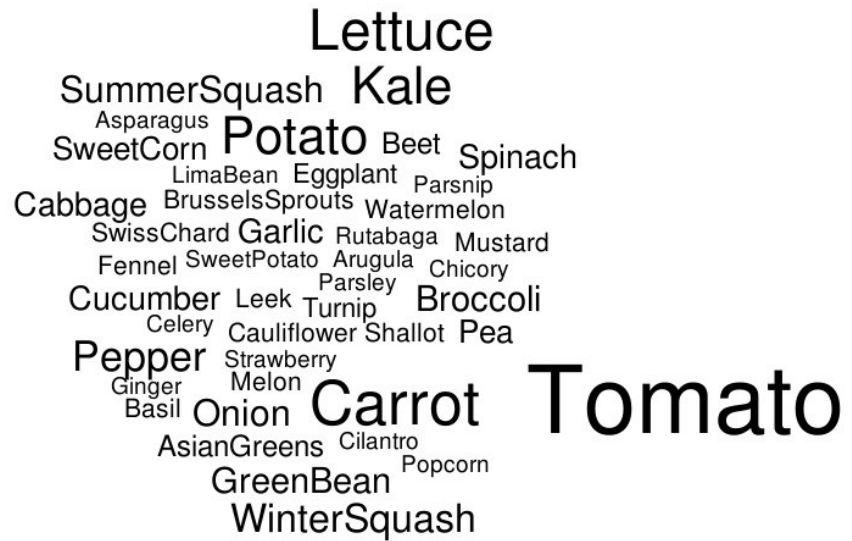 Lettuce
SummerSquash Kale
Asparagus
SweetCorn Potato Beet Spinach
LimaBean Eggplant Parsnip
Cabbage BrusselsSprouts Watermelon
SwissChard Garlic Rutabaga Mustard
Fennel SweetPotato Arugula Chicory
Parsley
Cucumber Leek Turnip Broccoli
Celery Cauliflower Shallot Pea
Pepper Strawberry
Ginger Melon
Basil Onion Carrot Tomato
AsianGreens Cilantro
Popcorn
GreenBean
WinterSquash